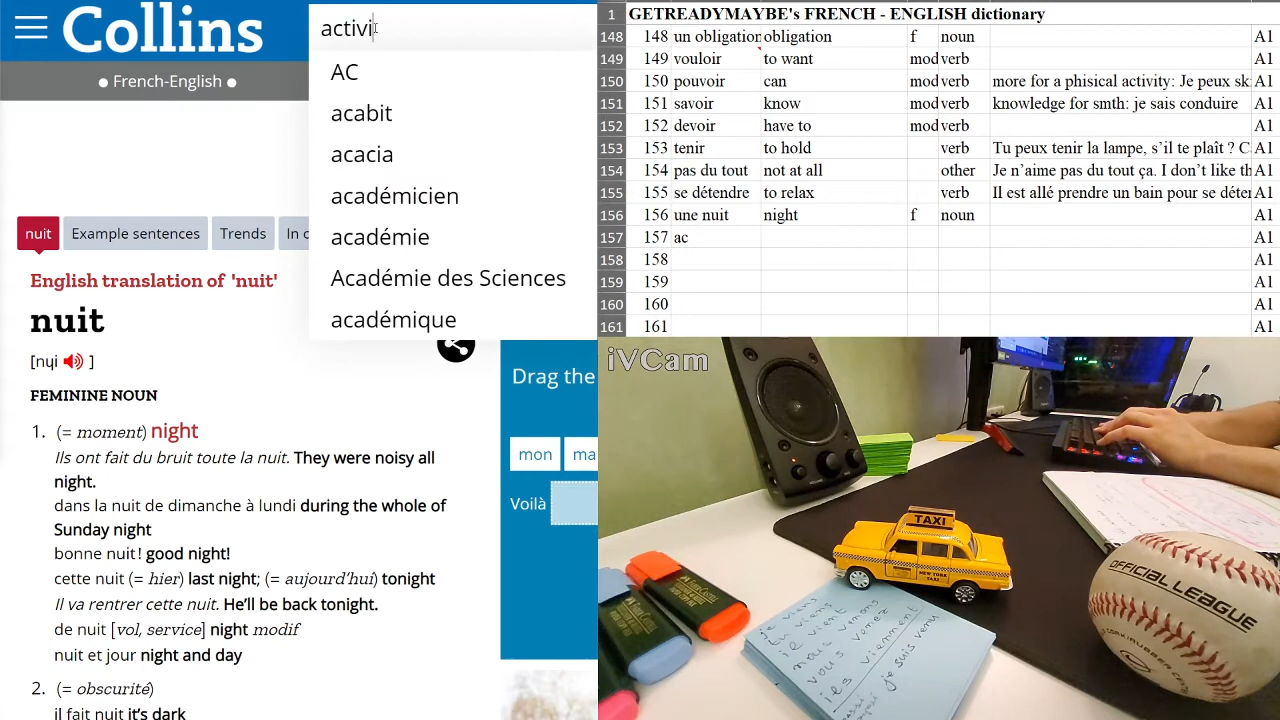 Collins
activi
● French-English ●
AC
acabit
acacia
académicien
académie
Académie des Sciences
académique
nuit
Example sentences
Trends
In c
English translation of 'nuit'
nuit
[nɥi ]
FEMININE NOUN
1. (= moment) night
Ils ont fait du bruit toute la nuit. They were noisy all
night.
dans la nuit de dimanche à lundi during the whole of
Sunday night
bonne nuit! good night!
cette nuit (= hier) last night; (= aujourd'hui) tonight
Il va rentrer cette nuit. He'll be back tonight.
de nuit [vol, service] night modif
nuit et jour night and day
2. (= obscurité)
il fait nuit it's dark
Drag the
mon ma
Voilà
1 GETREADYMAYBE's FRENCH - ENGLISH dictionary
148 148 un obligation obligation f noun A1
149 149 vouloir to want mod verb A1
150 150 pouvoir can mod verb more for a phisical activity: Je peux sk A1
151 151 savoir know mod verb knowledge for smth: je sais conduire A1
152 152 devoir have to mod verb A1
153 153 tenir to hold verb Tu peux tenir la lampe, s'il te plaît ? C A1
154 154 pas du tout not at all other Je n'aime pas du tout ça. I don't like th A1
155 155 se détendre to relax verb Il est allé prendre un bain pour se déter A1
156 156 une nuit night f noun A1
157 157 ac A1
158 158 A1
159 159 A1
160 160 A1
161 161 A1
iVCam
TAXI
NEW YORK
TAXI
OFFICIAL LEAGUE
CORK/RUBBER
je viens
tu viens
il vient
nous venons
vous venez
ils viennent
je suis venu